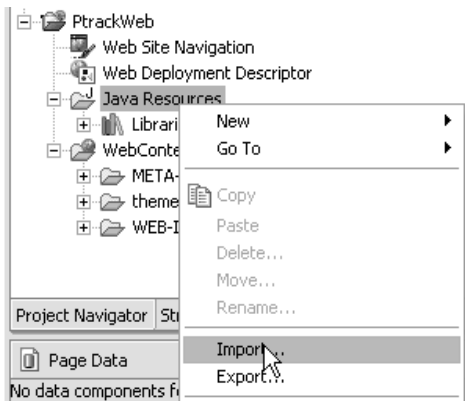 PtrackWeb
Web Site Navigation
Web Deployment Descriptor
Java Resources
Librari
New
WebConte
Go To
META-
theme
Copy
WEB-I
Paste
Delete...
Move...
Rename...
Project Navigator
Import...
Page Data
Export...
No data components f